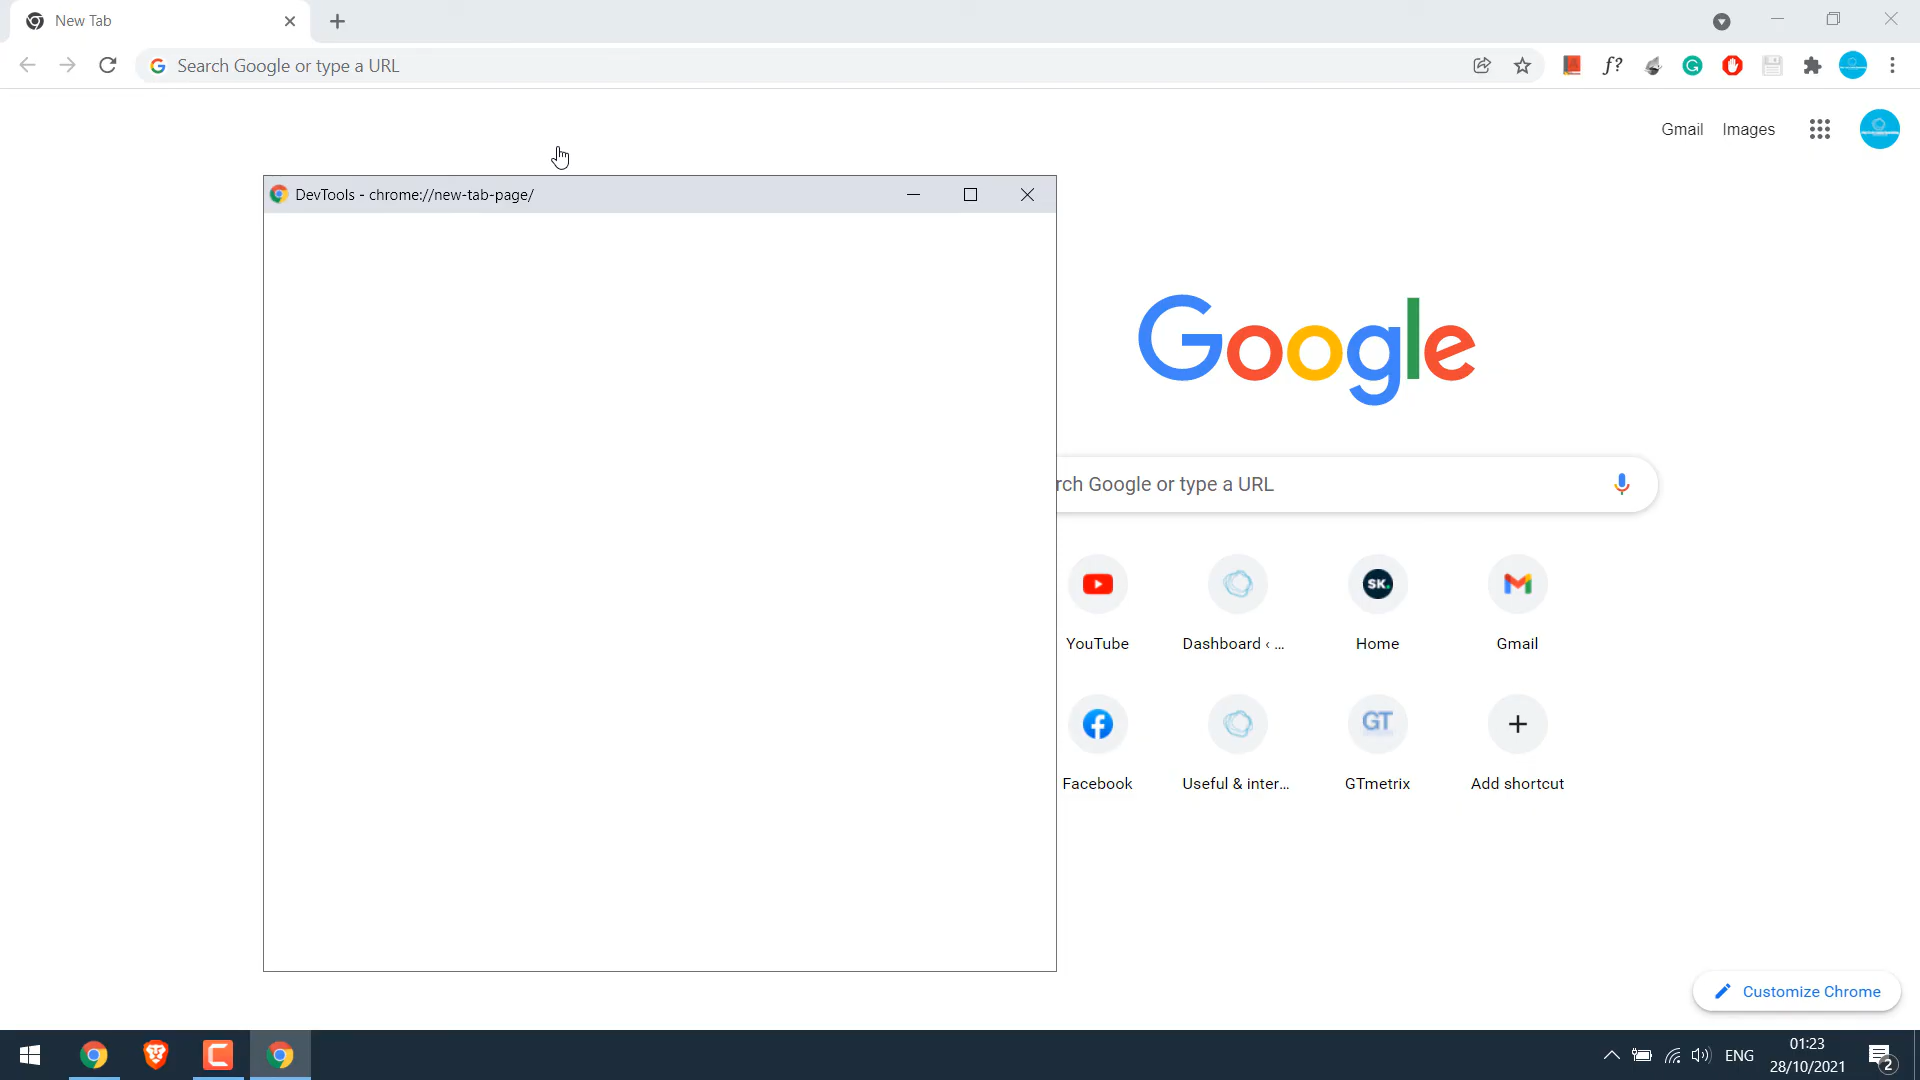 New Tab
Search Google or type a URL
f?
Gmail Images
DevTools - chrome://new-tab-page/
Google
rch Google or type a URL
SK.
YouTube Dashboard ‹ ... Home Gmail
GT
Facebook Useful & inter... GTmetrix Add shortcut
Customize Chrome
ENG
01:23
28/10/2021
2